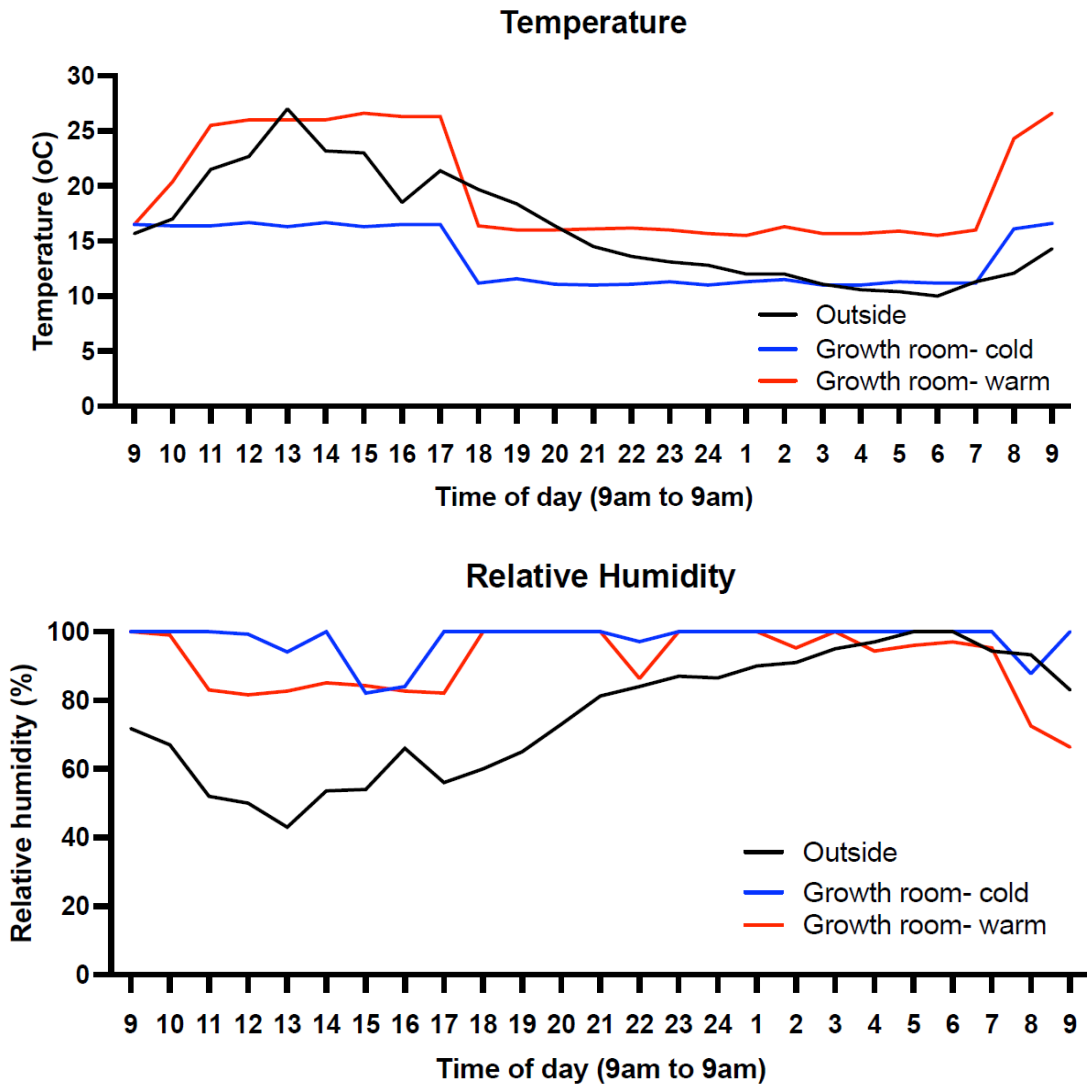 Temperature
30
25
20
15
10
5
0
Temperature (oC)
Outside
Growth room- cold
Growth room- warm
9 10 11 12 13 14 15 16 17 18 19 20 21 22 23 24 1 2 3 4 5 6 7 8 9
Time of day (9am to 9am)
Relative Humidity
100
80
60
40
20
0
Relative humidity (%)
Outside
Growth room- cold
Growth room- warm
9 10 11 12 13 14 15 16 17 18 19 20 21 22 23 24 1 2 3 4 5 6 7 8 9
Time of day (9am to 9am)